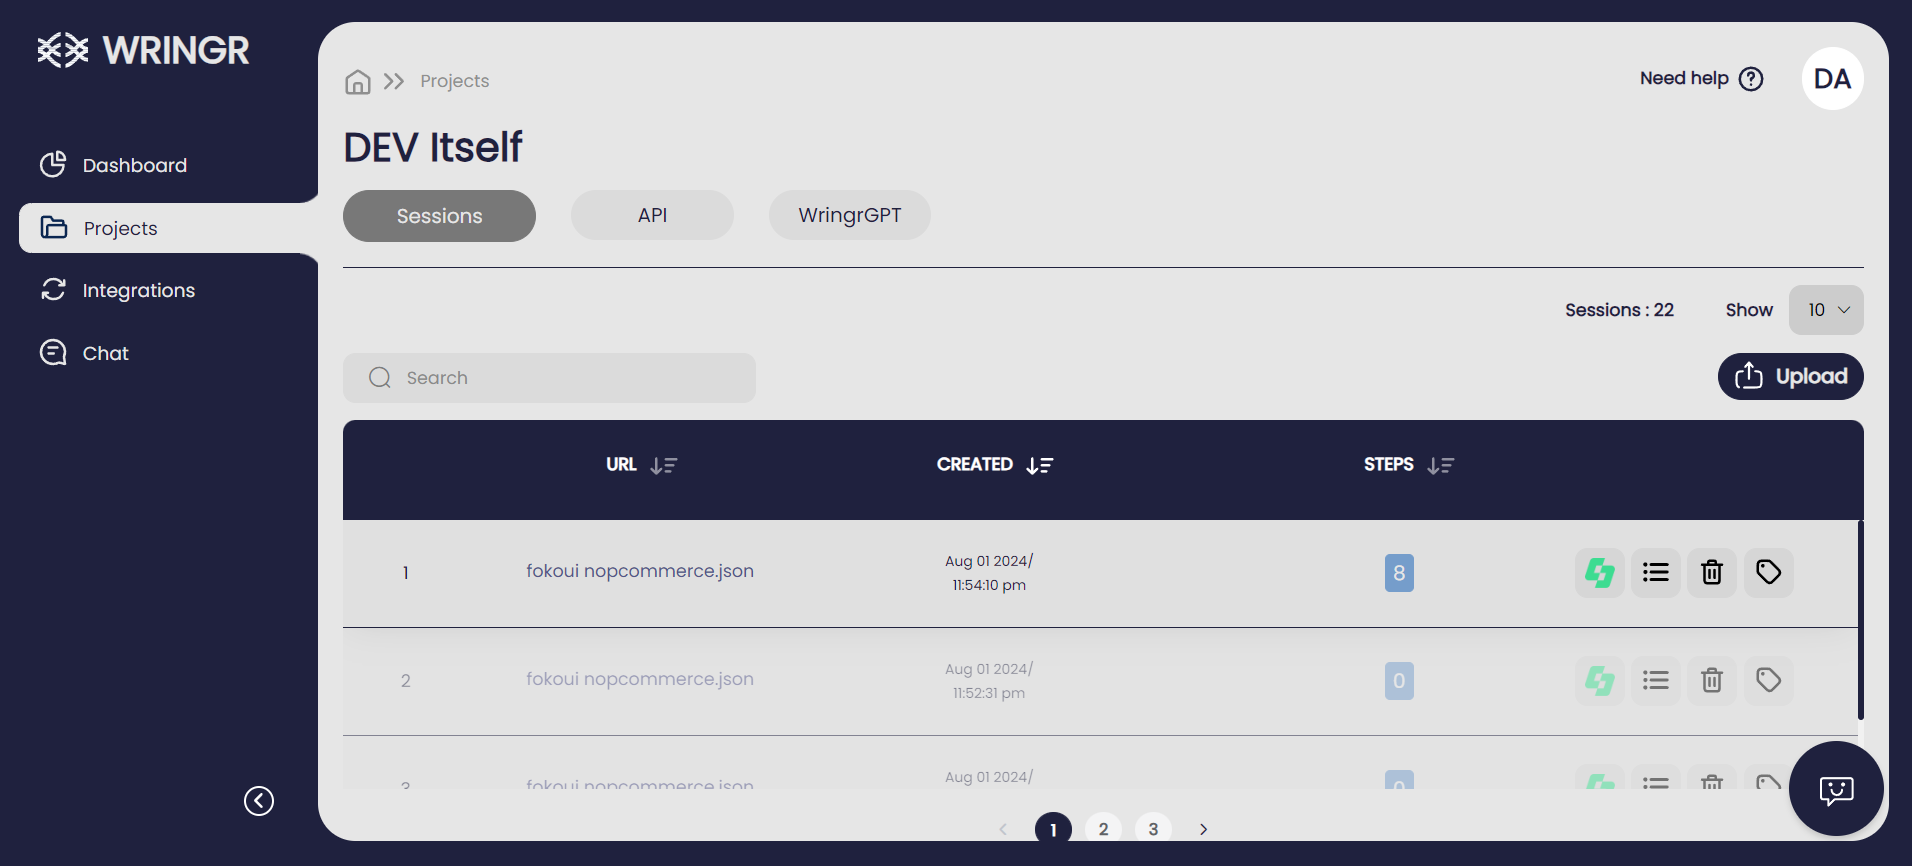 WRINGR
Dashboard
Projects
Integrations
Chat
Projects
Need help
DA
DEV Itself
Sessions
API
WringrGPT
Sessions : 22
Show
10
Search
Upload
URL
CREATED
STEPS
1
fokoui nopcommerce.json
Aug 01 2024/
11:54:10 pm
8
2
fokoui nopcommerce.json
Aug 01 2024/
11:52:31 pm
0
3
fokoui nopcommerce.json
Aug 01 2024/
0
1
2
3